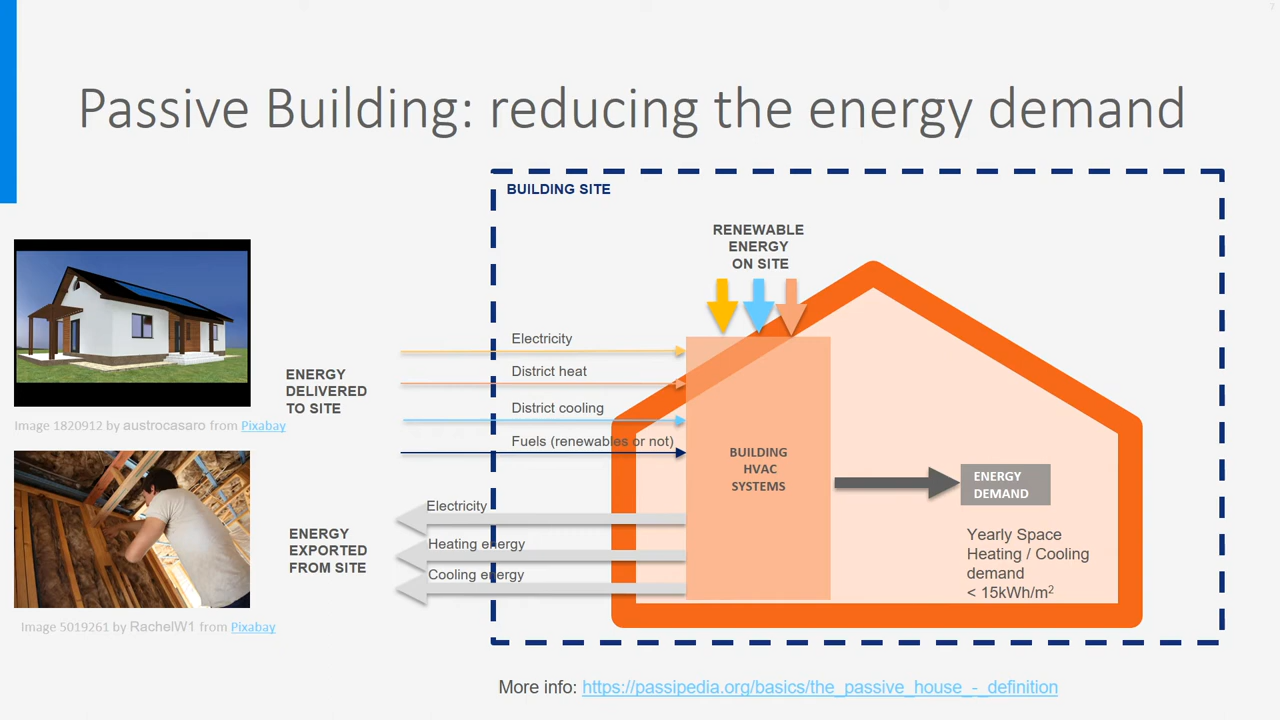 7
Passive Building: reducing the energy demand
BUILDING SITE
RENEWABLE
ENERGY
ON SITE
Electricity
District heat
District cooling
Fuels (renewables or not)
ENERGY
DELIVERED
TO SITE
Image 1820912 by austrocasaro from Pixabay
BUILDING
HVAC
SYSTEMS
ENERGY
DEMAND
Yearly Space
Heating / Cooling
demand
< 15kWh/m²
Electricity
Heating energy
Cooling energy
ENERGY
EXPORTED
FROM SITE
Image 5019261 by RachelW1 from Pixabay
More info: https://passipedia.org/basics/the_passive_house_-_definition